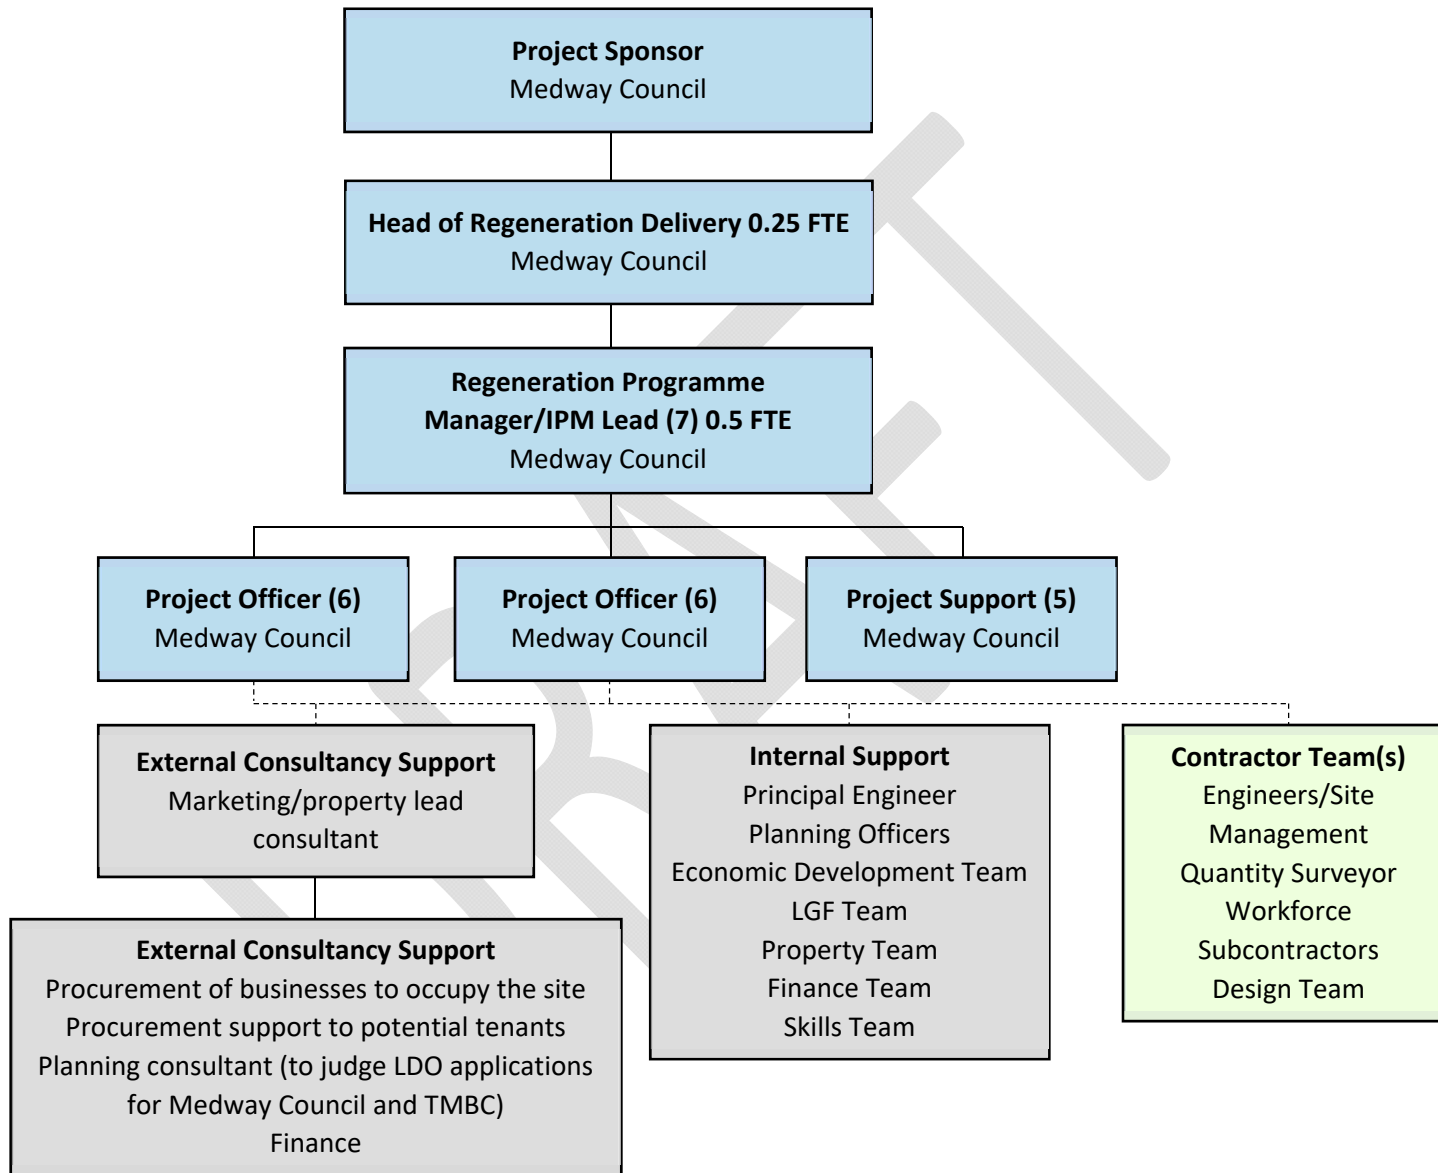 Project Sponsor
Medway Council
Head of Regeneration Delivery 0.25 FTE
Medway Council
Regeneration Programme
Manager/IPM Lead (7) 0.5 FTE
Medway Council
Project Officer (6)
Medway Council
Project Officer (6)
Medway Council
Project Support (5)
Medway Council
External Consultancy Support
Marketing/property lead
consultant
External Consultancy Support
Procurement of businesses to occupy the site
Procurement support to potential tenants
Planning consultant (to judge LDO applications
for Medway Council and TMBC)
Finance
Internal Support
Principal Engineer
Planning Officers
Economic Development Team
LGF Team
Property Team
Finance Team
Skills Team
Contractor Team(s)
Engineers/Site
Management
Quantity Surveyor
Workforce
Subcontractors
Design Team
DRAFT